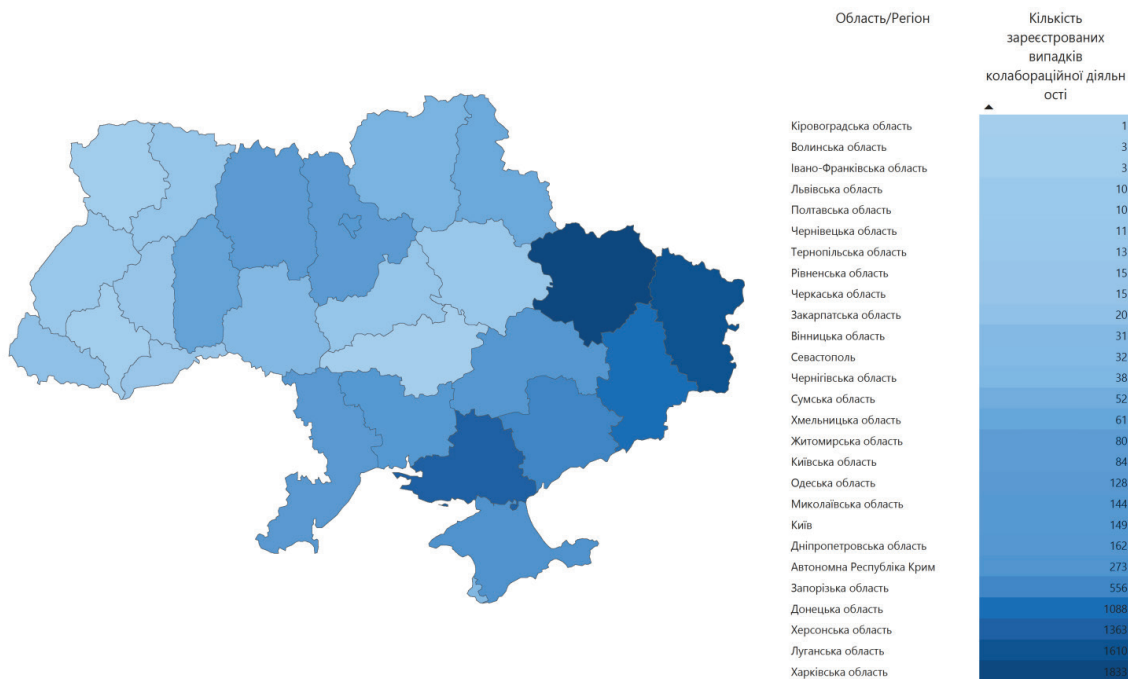 Область/Регіон
Кількість
зареєстрованих
випадків
колабораційної діяльн
ості
Кіровоградська область 1
Волинська область 3
Івано-Франківська область 3
Львівська область 10
Полтавська область 10
Чернівецька область 11
Тернопільська область 13
Рівненська область 15
Черкаська область 15
Закарпатська область 20
Вінницька область 31
Севастополь 32
Чернігівська область 38
Сумська область 52
Хмельницька область 61
Житомирська область 80
Київська область 84
Одеська область 128
Миколаївська область 144
Київ 149
Дніпропетровська область 162
Автономна Республіка Крим 273
Запорізька область 556
Донецька область 1088
Херсонська область 1363
Луганська область 1610
Харківська область 1833